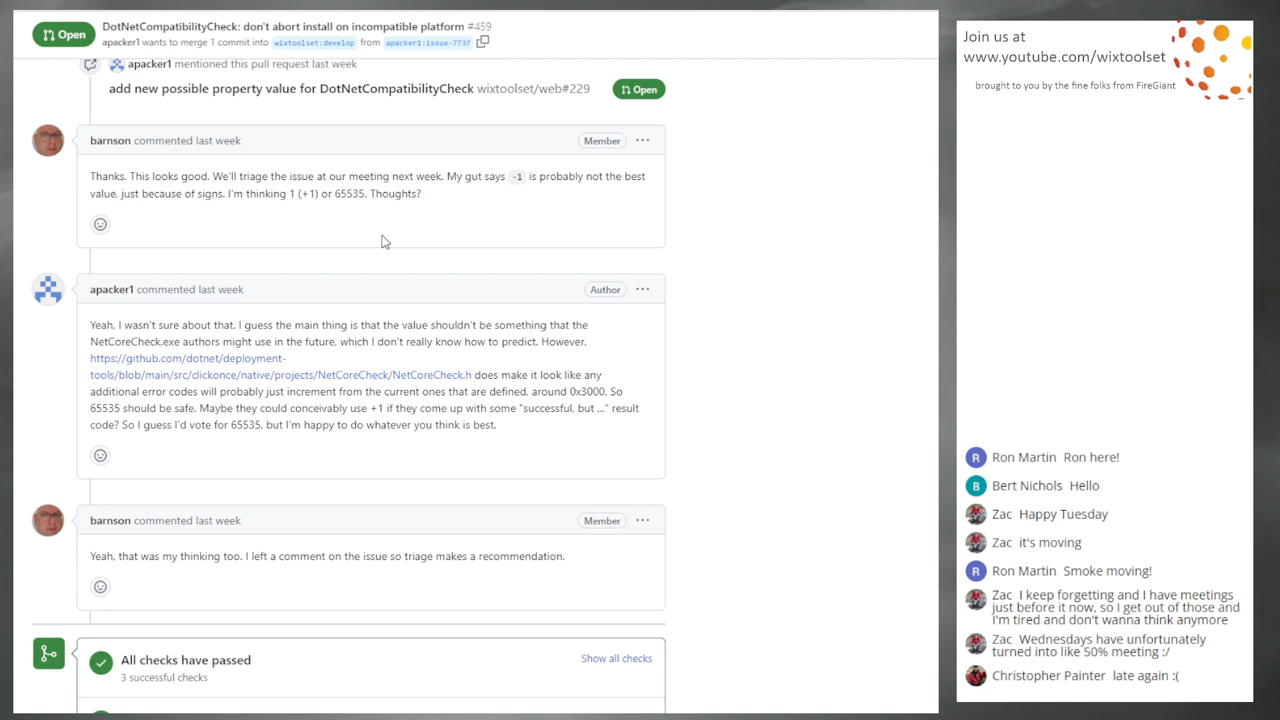 Open
DotNetCompatibilityCheck: don't abort install on incompatible platform #459
apacker1 wants to merge 1 commit into wixtoolset:develop from apacker1:issue-7737
apacker1 mentioned this pull request last week
add new possible property value for DotNetCompatibilityCheck wixtoolset/web#229
Open
barnson commented last week
Member
Thanks. This looks good. We'll triage the issue at our meeting next week. My gut says -1 is probably not the best
value, just because of signs. I'm thinking 1 (+1) or 65535. Thoughts?
apacker1 commented last week
Author
Yeah, I wasn't sure about that. I guess the main thing is that the value shouldn't be something that the
NetCoreCheck.exe authors might use in the future, which I don't really know how to predict. However,
https://github.com/dotnet/deployment-
tools/blob/main/src/clickonce/native/projects/NetCoreCheck/NetCoreCheck.h does make it look like any
additional error codes will probably just increment from the current ones that are defined, around 0x3000. So
65535 should be safe. Maybe they could conceivably use +1 if they come up with some "successful, but ..." result
code? So I guess I'd vote for 65535, but I'm happy to do whatever you think is best.
barnson commented last week
Member
Yeah, that was my thinking too. I left a comment on the issue so triage makes a recommendation.
All checks have passed
Show all checks
3 successful checks
Join us at
www.youtube.com/wixtoolset
brought to you by the fine folks from FireGiant
R Ron Martin Ron here!
B Bert Nichols Hello
Zac Happy Tuesday
Zac it's moving
R Ron Martin Smoke moving!
Zac I keep forgetting and I have meetings
just before it now, so I get out of those and
I'm tired and don't wanna think anymore
Zac Wednesdays have unfortunately
turned into like 50% meeting :/
Christopher Painter late again :(